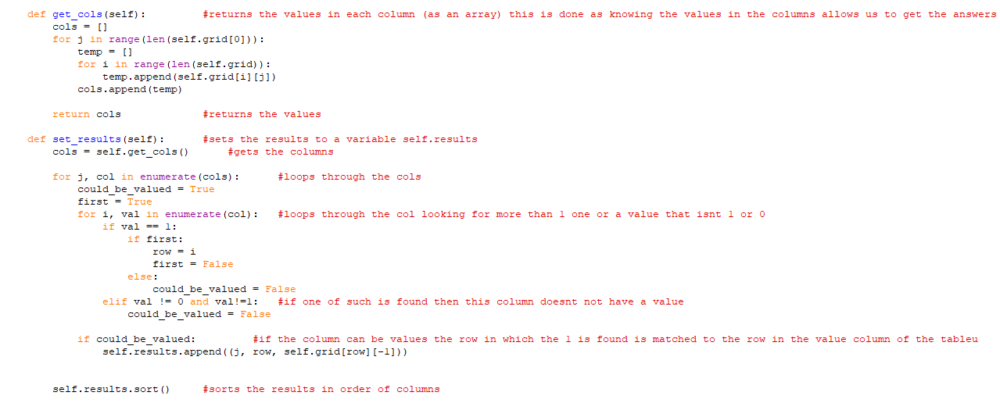 def get_cols(self):         #returns the values in each column (as an array) this is done as knowing the values in the columns allows us to get the answers
    cols = []
    for j in range(len(self.grid[0])):
        temp = []
        for i in range(len(self.grid)):
            temp.append(self.grid[i][j])
        cols.append(temp)

    return cols             #returns the values

def set_results(self):      #sets the results to a variable self.results
    cols = self.get_cols()      #gets the columns

    for j, col in enumerate(cols):      #loops through the cols
        could_be_valued = True
        first = True
        for i, val in enumerate(col):   #loops through the col looking for more than 1 one or a value that isnt 1 or 0
            if val == 1:
                if first:
                    row = i
                    first = False
                else:
                    could_be_valued = False
            elif val != 0 and val!=1:   #if one of such is found then this column doesnt not have a value
                could_be_valued = False

        if could_be_valued:         #if the column can be values the row in which the 1 is found is matched to the row in the value column of the tableu
            self.results.append((j, row, self.grid[row][-1]))


    self.results.sort()     #sorts the results in order of columns